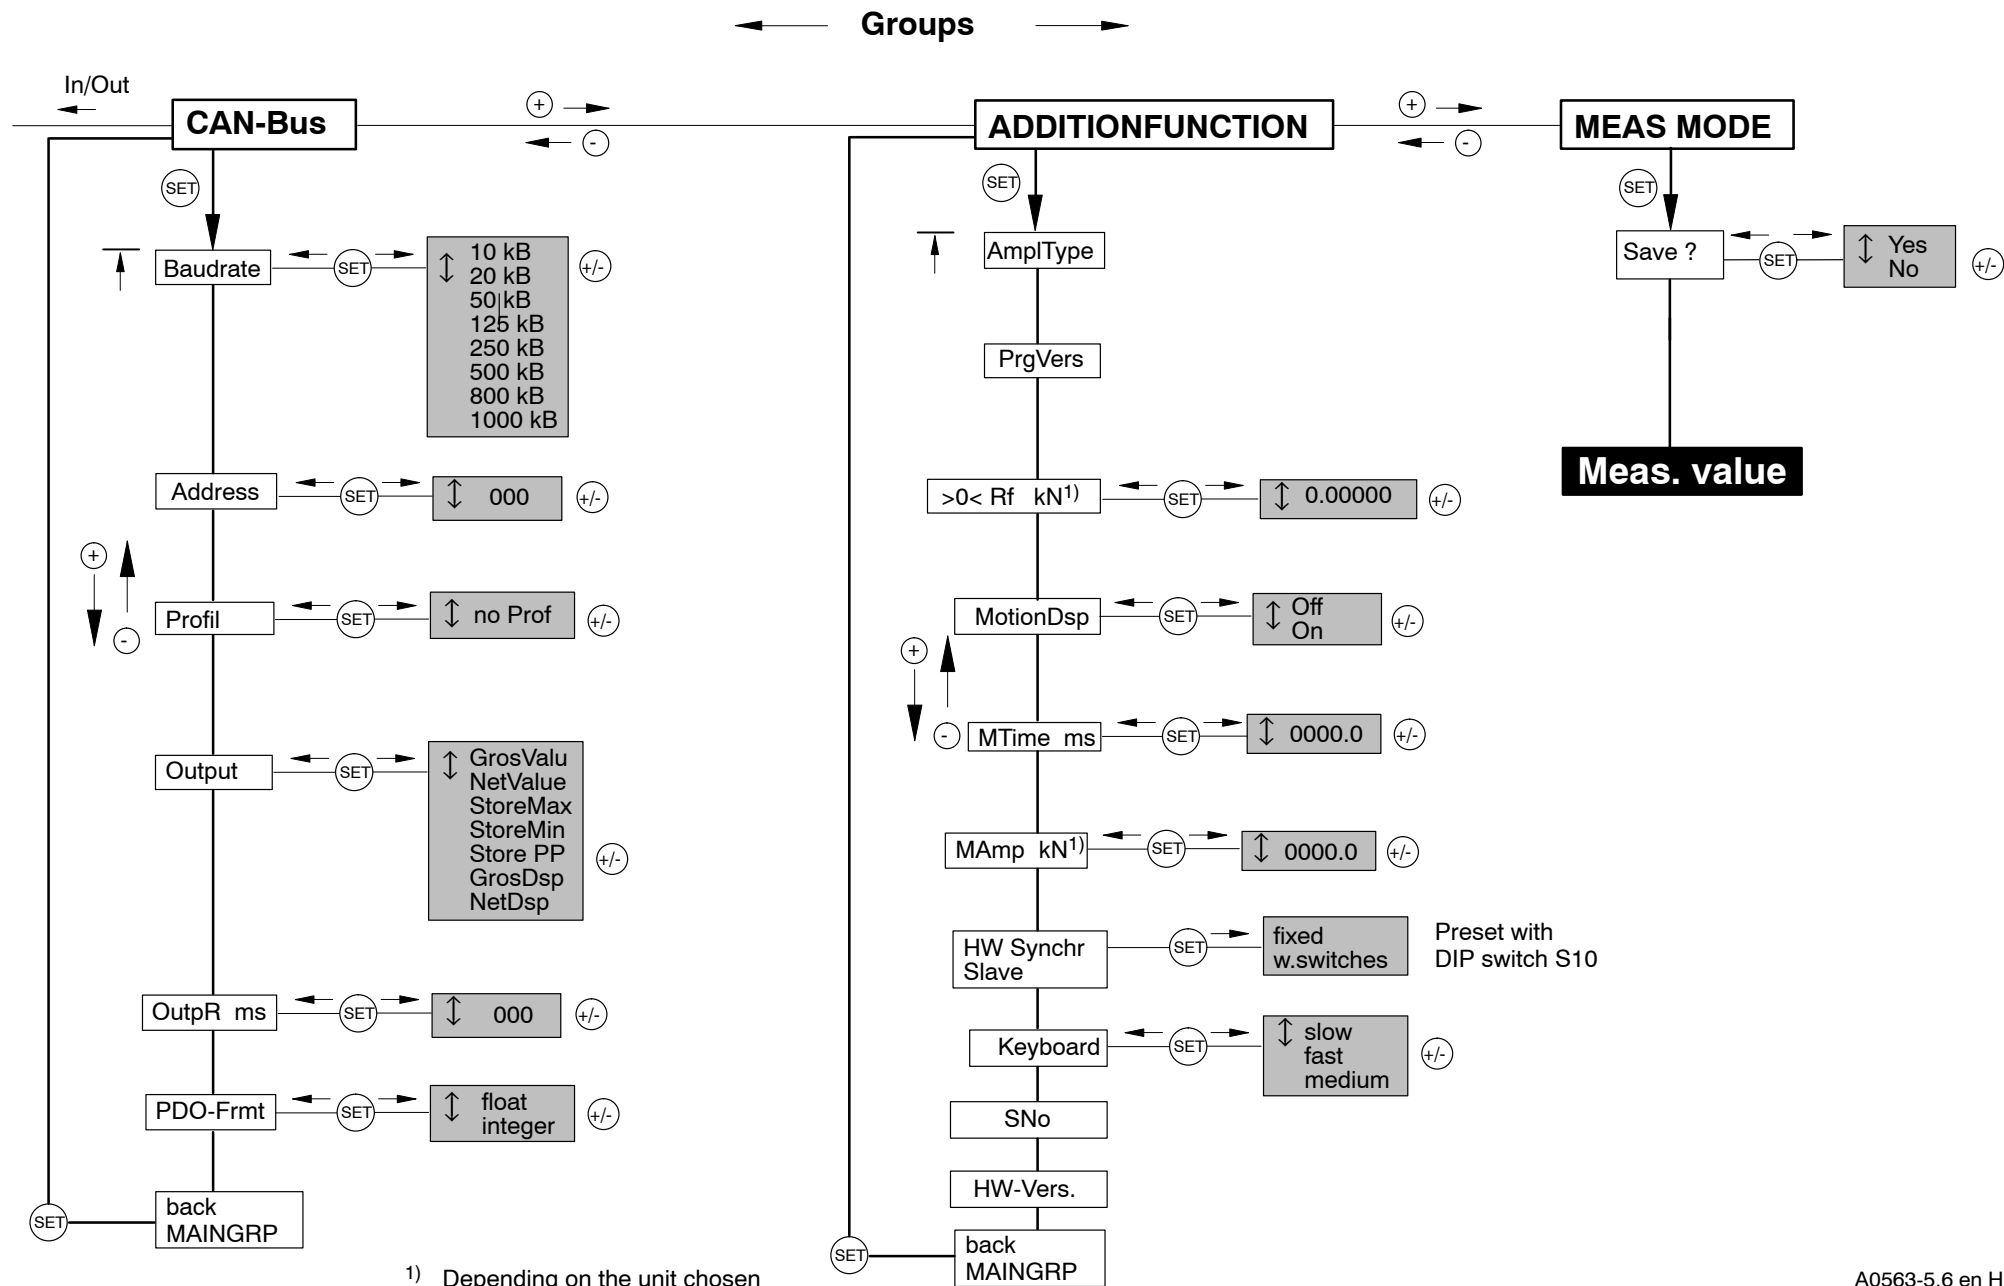 Groups
In/Out
CAN-Bus
+
-
ADDITIONFUNCTION
+
-
MEAS MODE
SET
Baudrate
SET
10 kB
20 kB
50 kB
125 kB
250 kB
500 kB
800 kB
1000 kB
+/-
Address
SET
000
+/-
+
-
Profil
SET
no Prof
+/-
Output
SET
GrosValu
NetValue
StoreMax
StoreMin
Store PP
GrosDsp
NetDsp
+/-
OutpR ms
SET
000
+/-
PDO-Frmt
SET
float
integer
+/-
SET
back
MAINGRP
SET
AmplType
PrgVers
>0< Rf kN1)
SET
0.00000
+/-
MotionDsp
SET
Off
On
+/-
+
-
MTime ms
SET
0000.0
+/-
MAmp kN1)
SET
0000.0
+/-
HW Synchr
Slave
SET
fixed
w.switches
Preset with
DIP switch S10
Keyboard
SET
slow
fast
medium
+/-
SNo
HW-Vers.
SET
back
MAINGRP
SET
Save ?
SET
Yes
No
+/-
Meas. value
1) Depending on the unit chosen
A0563-5.6 en H